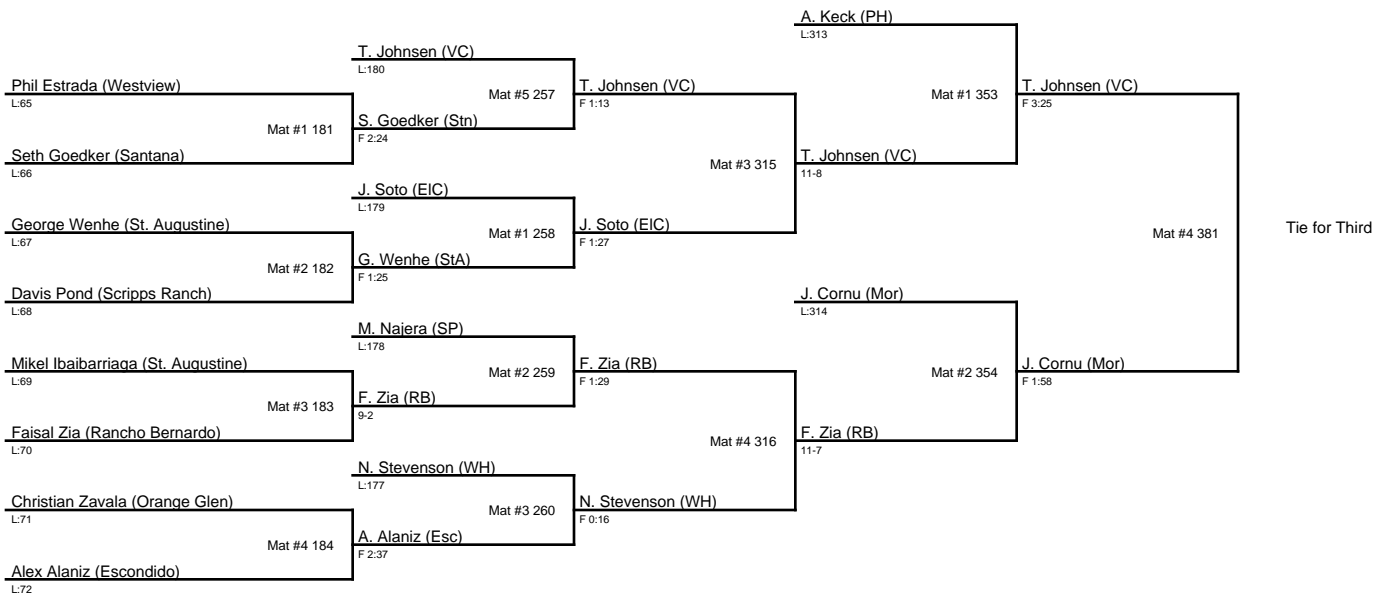 A. Keck (PH)
L:313
T. Johnsen (VC)
L:180
Phil Estrada (Westview)
L:65
Mat #5 257
T. Johnsen (VC)
F 1:13
Mat #1 353
T. Johnsen (VC)
F 3:25
Mat #1 181
S. Goedker (Stn)
F 2:24
Seth Goedker (Santana)
L:66
Mat #3 315
T. Johnsen (VC)
11-8
J. Soto (ElC)
L:179
George Wenhe (St. Augustine)
L:67
Mat #1 258
J. Soto (ElC)
F 1:27
Mat #4 381
Tie for Third
Mat #2 182
G. Wenhe (StA)
F 1:25
Davis Pond (Scripps Ranch)
L:68
J. Cornu (Mor)
L:314
M. Najera (SP)
L:178
Mikel Ibaibarriaga (St. Augustine)
L:69
Mat #2 259
F. Zia (RB)
F 1:29
Mat #2 354
J. Cornu (Mor)
F 1:58
Mat #3 183
F. Zia (RB)
9-2
Faisal Zia (Rancho Bernardo)
L:70
Mat #4 316
F. Zia (RB)
11-7
N. Stevenson (WH)
L:177
Christian Zavala (Orange Glen)
L:71
Mat #3 260
N. Stevenson (WH)
F 0:16
Mat #4 184
A. Alaniz (Esc)
F 2:37
Alex Alaniz (Escondido)
L:72